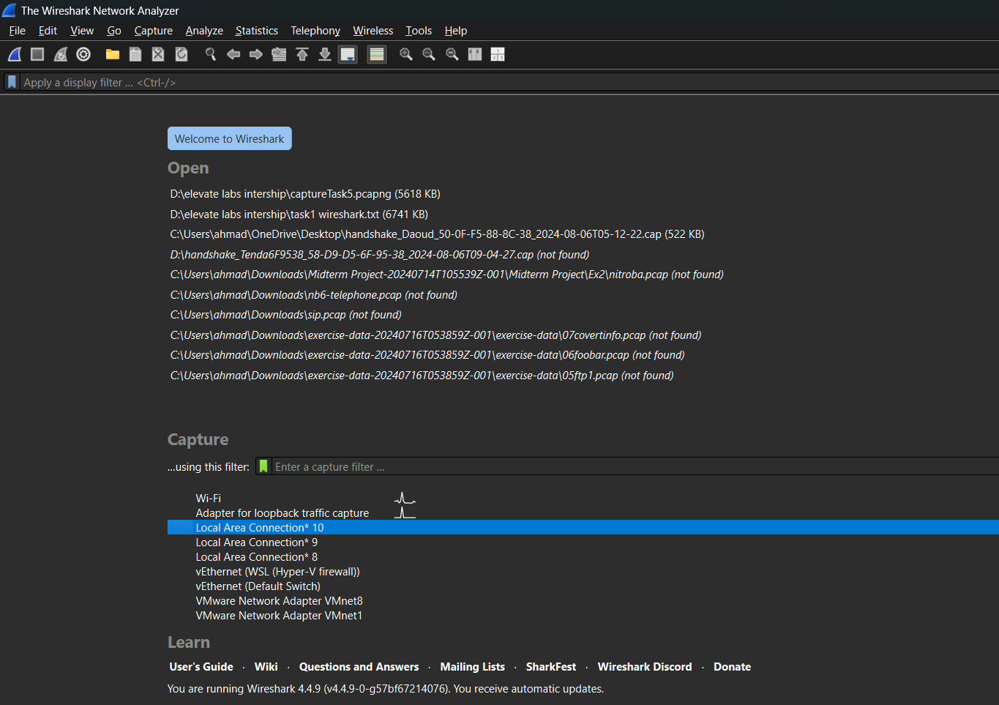 The Wireshark Network Analyzer
File Edit View Go Capture Analyze Statistics Telephony Wireless Tools Help
Apply a display filter ... <Ctrl-/>
Welcome to Wireshark
Open
D:\elevate labs intership\captureTask5.pcapng (5618 KB)
D:\elevate labs intership\task1 wireshark.txt (6741 KB)
C:\Users\ahmad\OneDrive\Desktop\handshake_Daoud_50-0F-F5-88-8C-38_2024-08-06T05-12-22.cap (522 KB)
D:\handshake_Tenda6F9538_58-D9-D5-6F-95-38_2024-08-06T09-04-27.cap (not found)
C:\Users\ahmad\Downloads\Midterm Project-20240714T105539Z-001\Midterm Project\Ex2\nitroba.pcap (not found)
C:\Users\ahmad\Downloads\nb6-telephone.pcap (not found)
C:\Users\ahmad\Downloads\sip.pcap (not found)
C:\Users\ahmad\Downloads\exercise-data-20240716T053859Z-001\exercise-data\07covertinfo.pcap (not found)
C:\Users\ahmad\Downloads\exercise-data-20240716T053859Z-001\exercise-data\06foobar.pcap (not found)
C:\Users\ahmad\Downloads\exercise-data-20240716T053859Z-001\exercise-data\05ftp1.pcap (not found)
Capture
...using this filter: Enter a capture filter ...
Wi-Fi
Adapter for loopback traffic capture
Local Area Connection* 10
Local Area Connection* 9
Local Area Connection* 8
vEthernet (WSL (Hyper-V firewall))
vEthernet (Default Switch)
VMware Network Adapter VMnet8
VMware Network Adapter VMnet1
Learn
User's Guide · Wiki · Questions and Answers · Mailing Lists · SharkFest · Wireshark Discord · Donate
You are running Wireshark 4.4.9 (v4.4.9-0-g57bf67214076). You receive automatic updates.